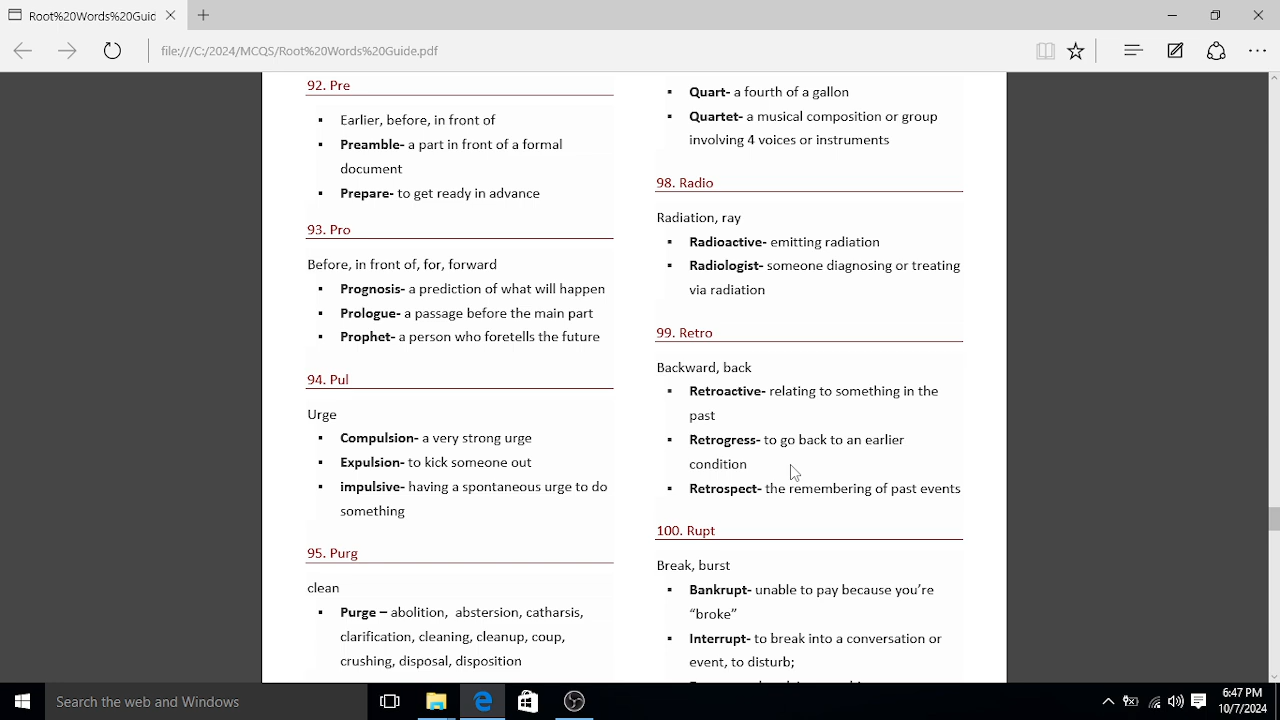 Root%20Words%20Guid
file:///C:/2024/MCQS/Root%20Words%20Guide.pdf
92. Pre
▪ Earlier, before, in front of
▪ Preamble- a part in front of a formal
document
▪ Prepare- to get ready in advance
93. Pro
Before, in front of, for, forward
▪ Prognosis- a prediction of what will happen
▪ Prologue- a passage before the main part
▪ Prophet- a person who foretells the future
94. Pul
Urge
▪ Compulsion- a very strong urge
▪ Expulsion- to kick someone out
▪ impulsive- having a spontaneous urge to do
something
95. Purg
clean
▪ Purge – abolition, abstersion, catharsis,
clarification, cleaning, cleanup, coup,
crushing, disposal, disposition
▪ Quart- a fourth of a gallon
▪ Quartet- a musical composition or group
involving 4 voices or instruments
98. Radio
Radiation, ray
▪ Radioactive- emitting radiation
▪ Radiologist- someone diagnosing or treating
via radiation
99. Retro
Backward, back
▪ Retroactive- relating to something in the
past
▪ Retrogress- to go back to an earlier
condition
▪ Retrospect- the remembering of past events
100. Rupt
Break, burst
▪ Bankrupt- unable to pay because you’re
“broke”
▪ Interrupt- to break into a conversation or
event, to disturb;
Search the web and Windows
6:47 PM
10/7/2024